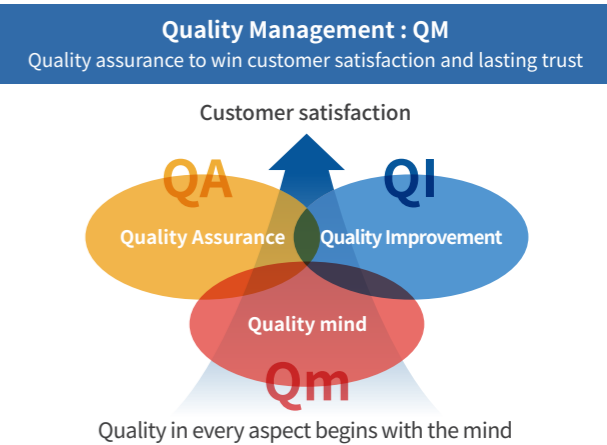 Quality Management : QM
Quality assurance to win customer satisfaction and lasting trust
Customer satisfaction
QA
QI
Quality Assurance
Quality Improvement
Quality mind
Qm
Quality in every aspect begins with the mind